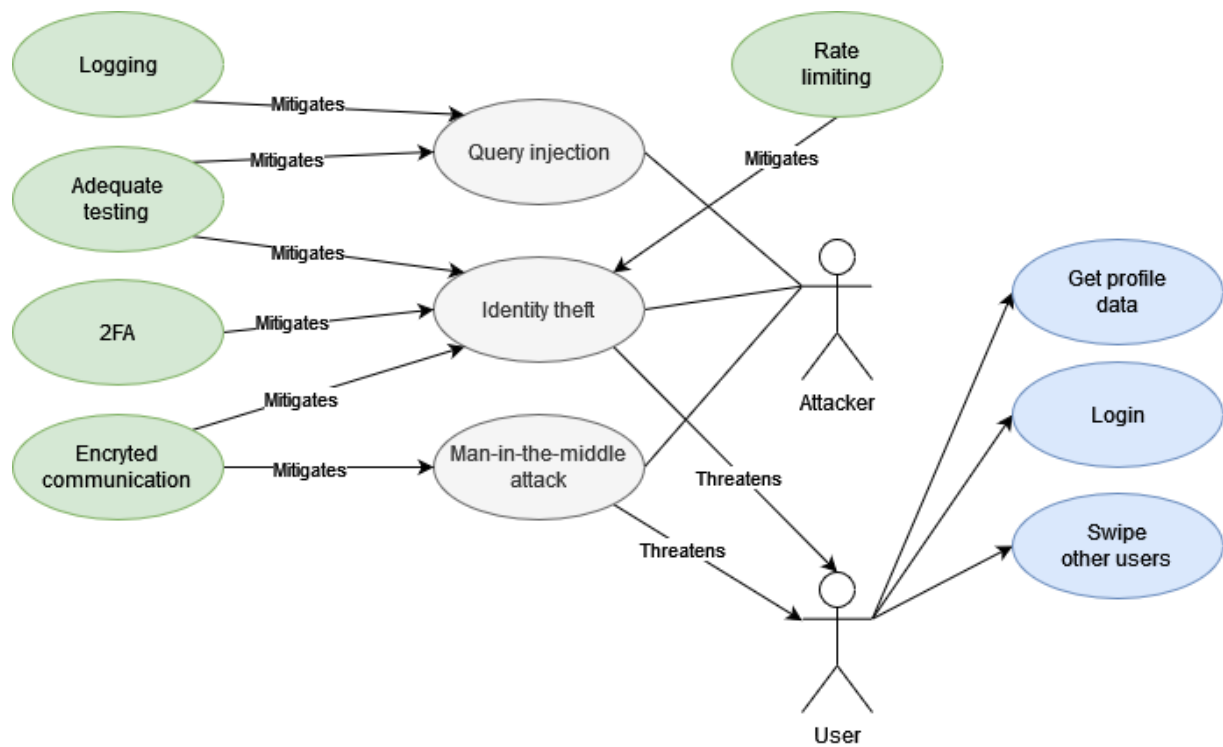 Logging
Rate
limiting
Mitigates
Query injection
Mitigates
Mitigates
Adequate
testing
Mitigates
Identity theft
2FA
Mitigates
Get profile
data
Mitigates
Attacker
Login
Encryted
communication
Mitigates
Man-in-the-middle
attack
Threatens
Threatens
Swipe
other users
User